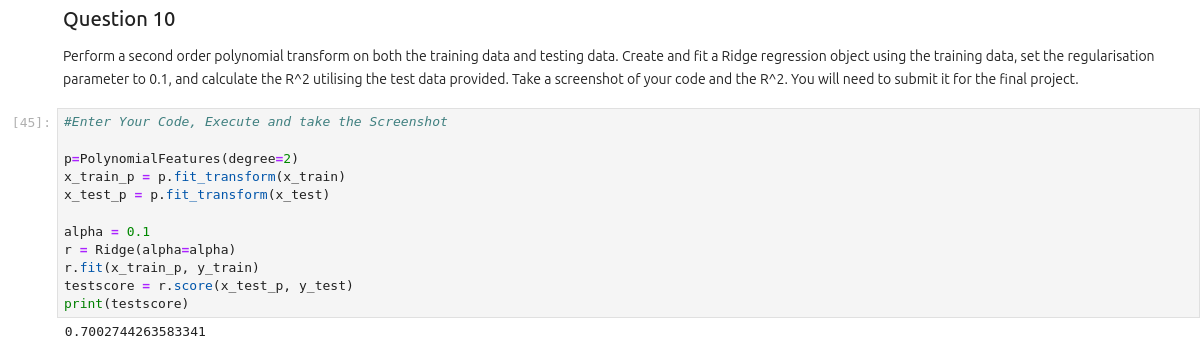 Question 10
Perform a second order polynomial transform on both the training data and testing data. Create and fit a Ridge regression object using the training data, set the regularisation
parameter to 0.1, and calculate the R^2 utilising the test data provided. Take a screenshot of your code and the R^2. You will need to submit it for the final project.
[45]: #Enter Your Code, Execute and take the Screenshot
p=PolynomialFeatures(degree=2)
x_train_p = p.fit_transform(x_train)
x_test_p = p.fit_transform(x_test)
alpha = 0.1
r = Ridge(alpha=alpha)
r.fit(x_train_p, y_train)
testscore = r.score(x_test_p, y_test)
print(testscore)
0.7002744263583341